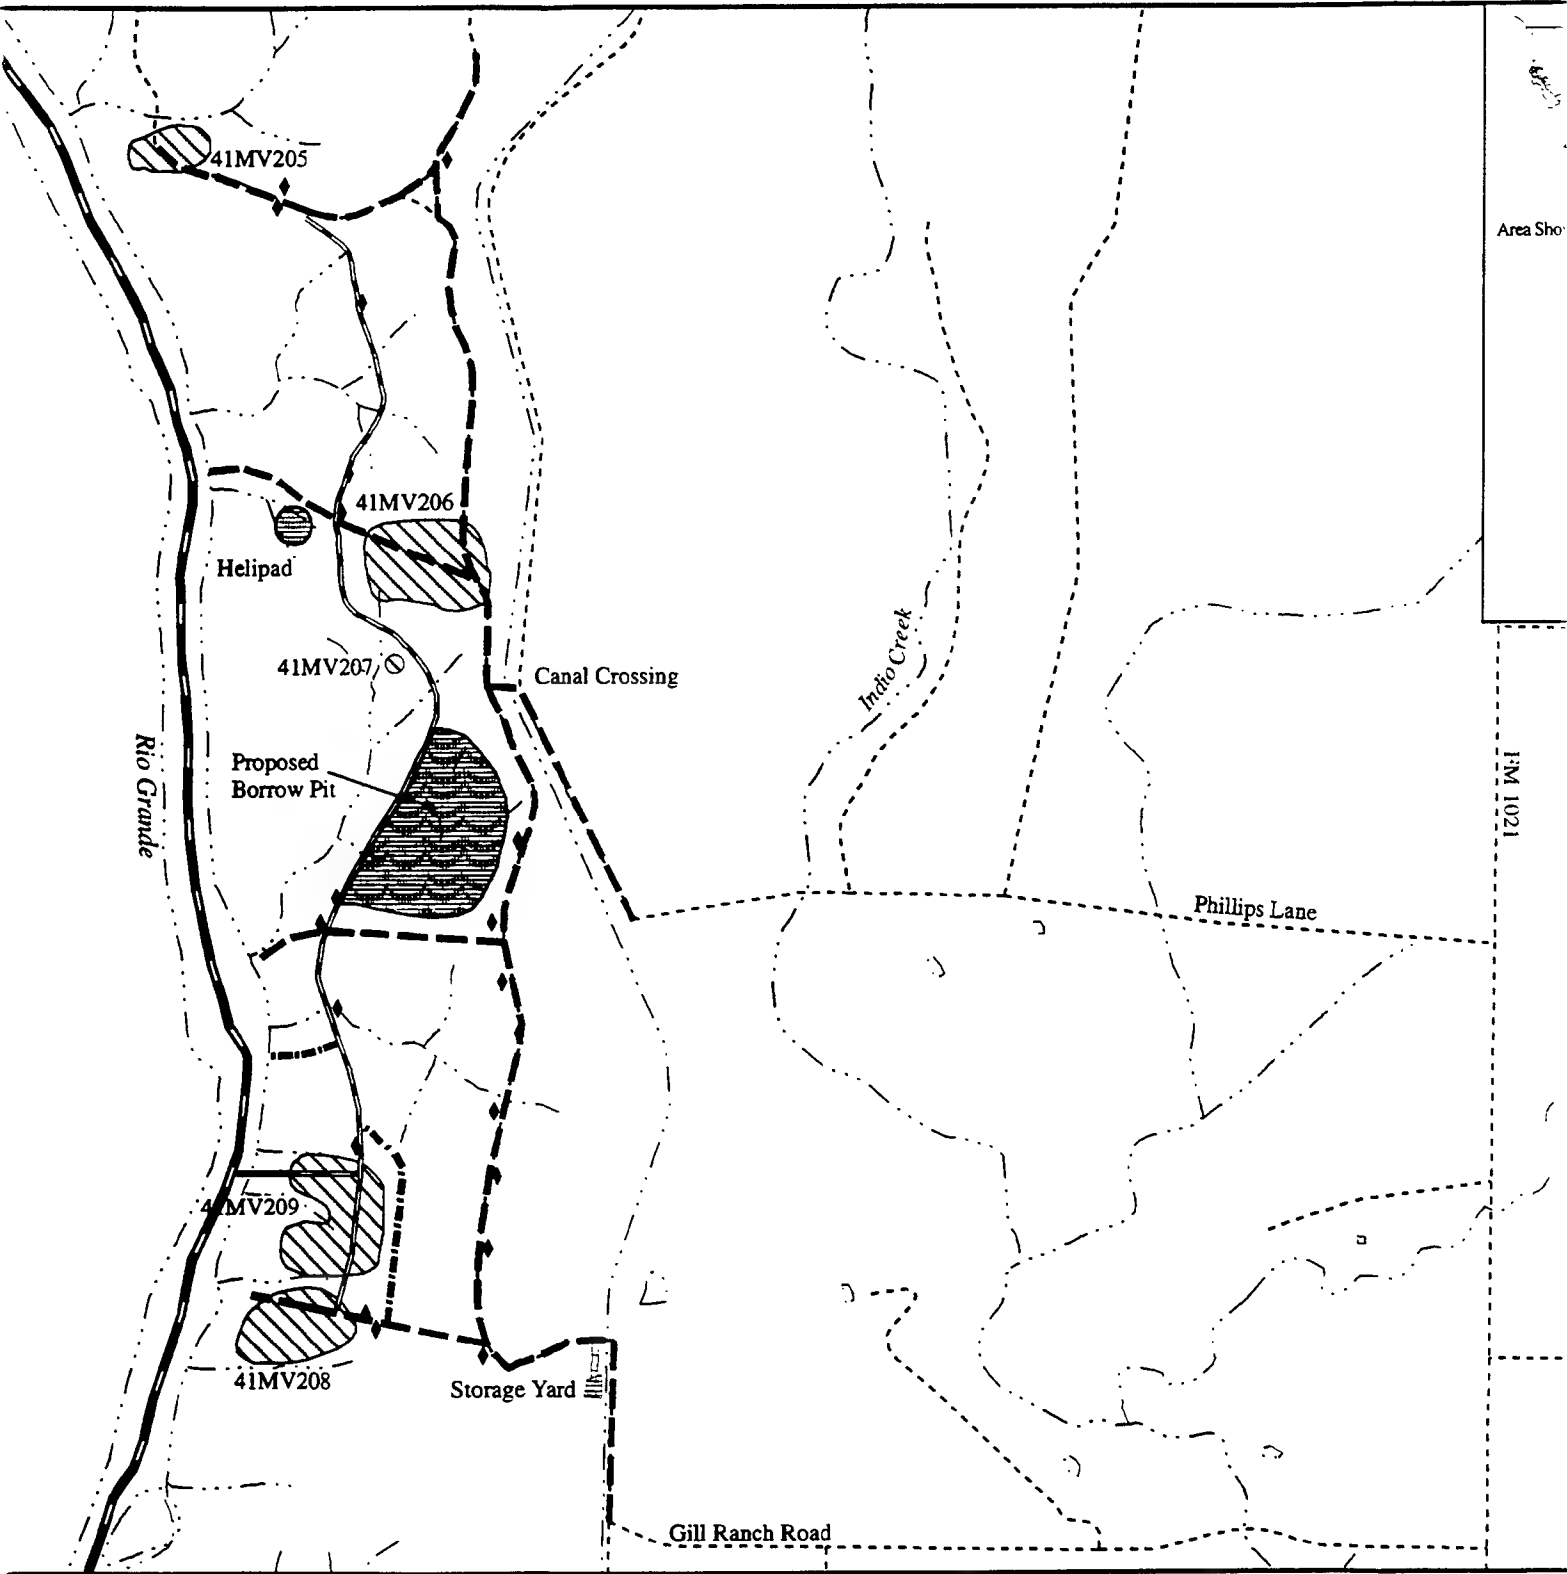 41MV205
Area Sho
41MV206
Helipad
Indio Creek
41MV207
Canal Crossing
Rio Grande
Proposed
Borrow Pit
FM 1021
Phillips Lane
41MV209
41MV208
Storage Yard
Gill Ranch Road